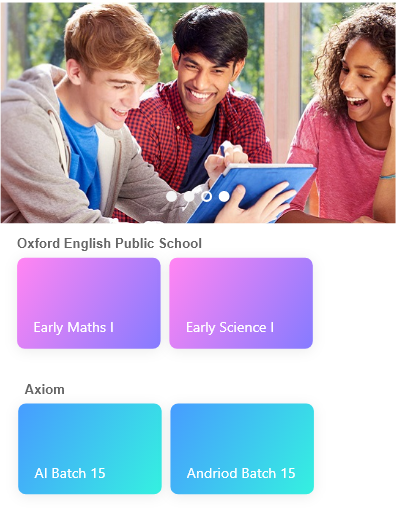 Oxford English Public School
Early Maths I
Early Science I
Axiom
AI Batch 15
Andriod Batch 15